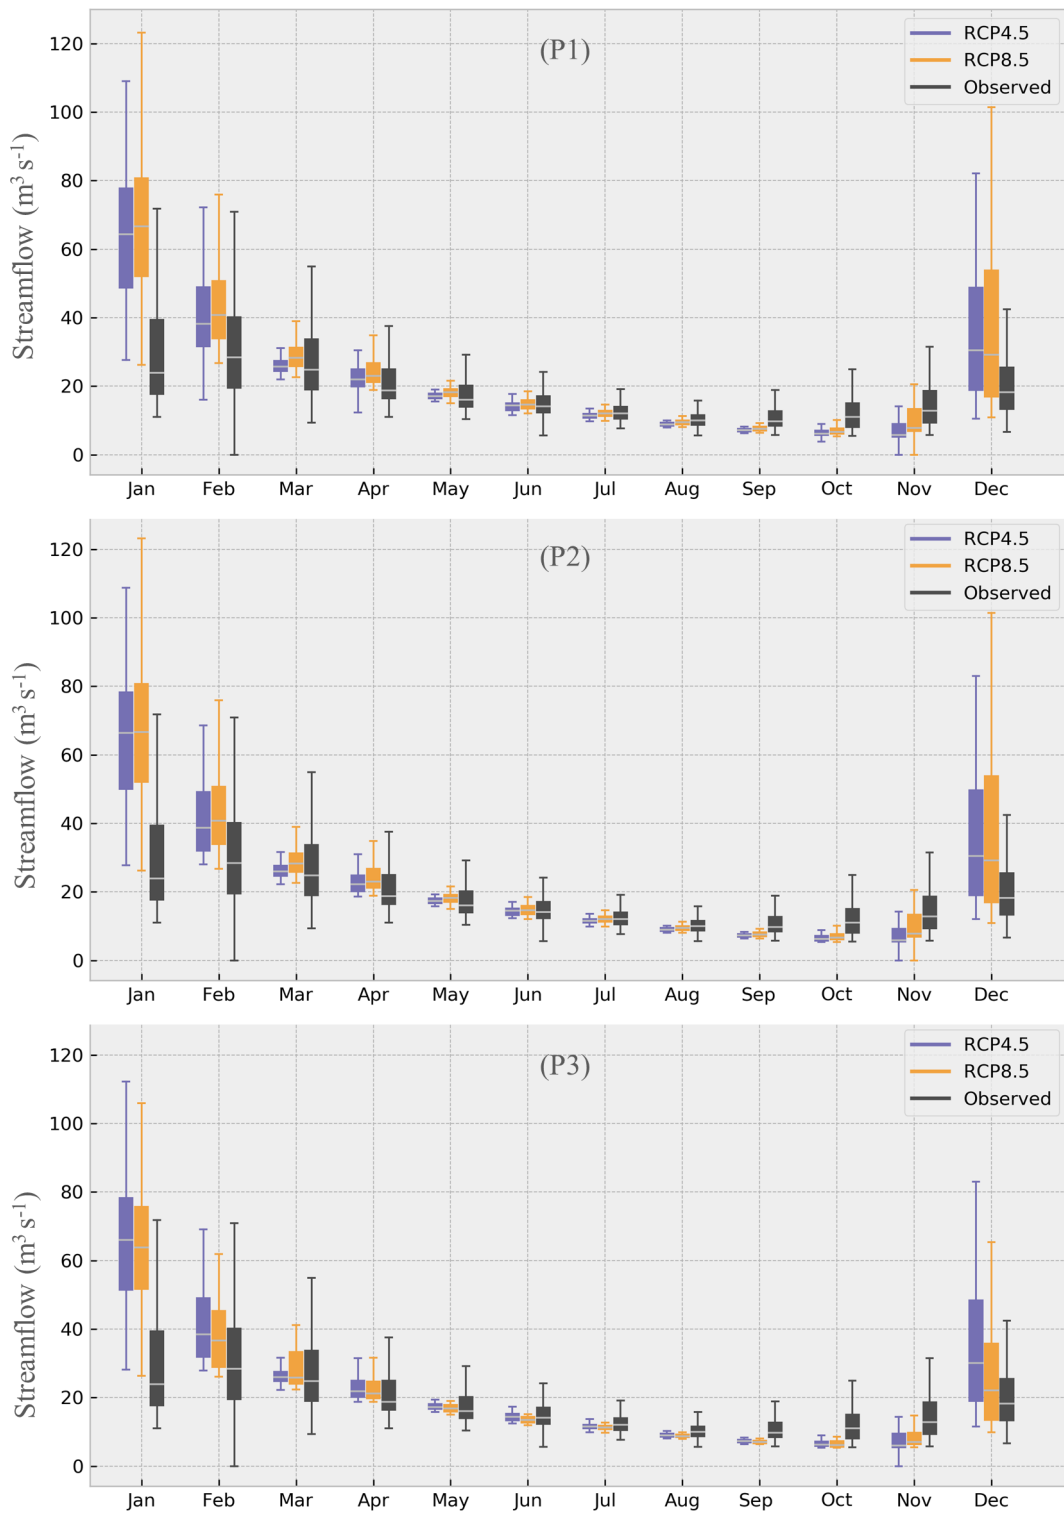 (P1)
RCP4.5
RCP8.5
Observed
Streamflow (m³ s⁻¹)
120
100
80
60
40
20
0
Jan Feb Mar Apr May Jun Jul Aug Sep Oct Nov Dec
(P2)
RCP4.5
RCP8.5
Observed
Streamflow (m³ s⁻¹)
120
100
80
60
40
20
0
Jan Feb Mar Apr May Jun Jul Aug Sep Oct Nov Dec
(P3)
RCP4.5
RCP8.5
Observed
Streamflow (m³ s⁻¹)
120
100
80
60
40
20
0
Jan Feb Mar Apr May Jun Jul Aug Sep Oct Nov Dec